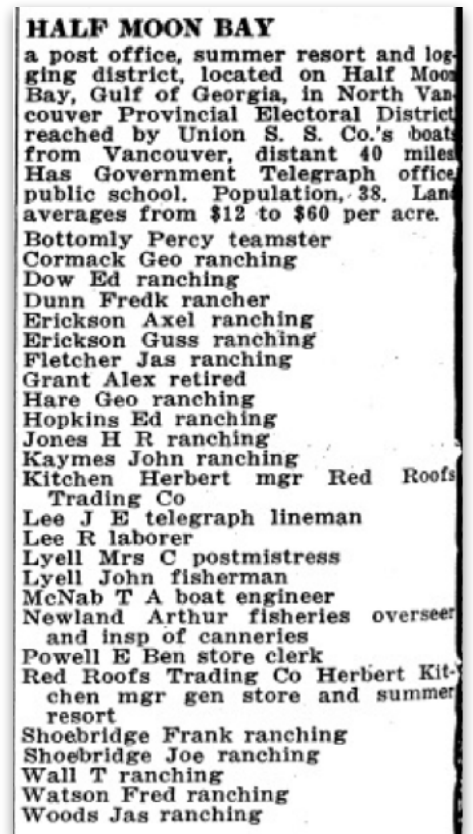 HALF MOON BAY
a post office, summer resort and log-
ging district, located on Half Moon
Bay, Gulf of Georgia, in North Van-
couver Provincial Electoral District
reached by Union S. S. Co.'s boats
from Vancouver, distant 40 miles
Has Government Telegraph office,
public school. Population, 38. Land
averages from $12 to $60 per acre.
Bottomly Percy teamster
Cormack Geo ranching
Dow Ed ranching
Dunn Fredk rancher
Erickson Axel ranching
Erickson Guss ranching
Fletcher Jas ranching
Grant Alex retired
Hare Geo ranching
Hopkins Ed ranching
Jones H R ranching
Kaymes John ranching
Kitchen Herbert mgr Red Roofs
Trading Co
Lee J E telegraph lineman
Lee R laborer
Lyell Mrs C postmistress
Lyell John fisherman
McNab T A boat engineer
Newland Arthur fisheries overseer
and insp of canneries
Powell E Ben store clerk
Red Roofs Trading Co Herbert Kit-
chen mgr gen store and summer
resort
Shoebridge Frank ranching
Shoebridge Joe ranching
Wall T ranching
Watson Fred ranching
Woods Jas ranching